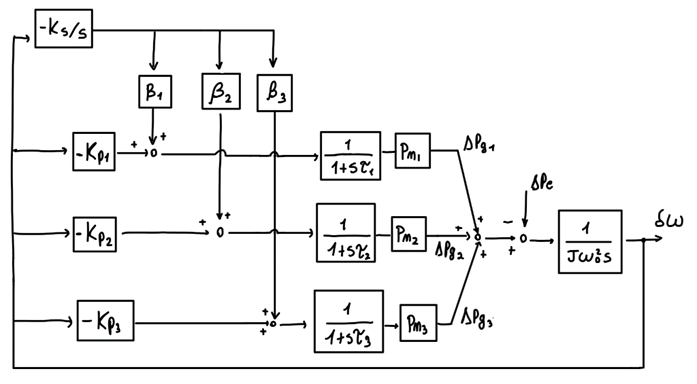 -Ks/s
β1 β2 β3
-Kp1 + + 1/(1+sτ1) Pm1 ΔPg1
ΔPe
-Kp2 + + 1/(1+sτ2) Pm2 ΔPg2 + + + - + 1/(Jω0²s) δω
-Kp3 + + 1/(1+sτ3) Pm3 ΔPg3